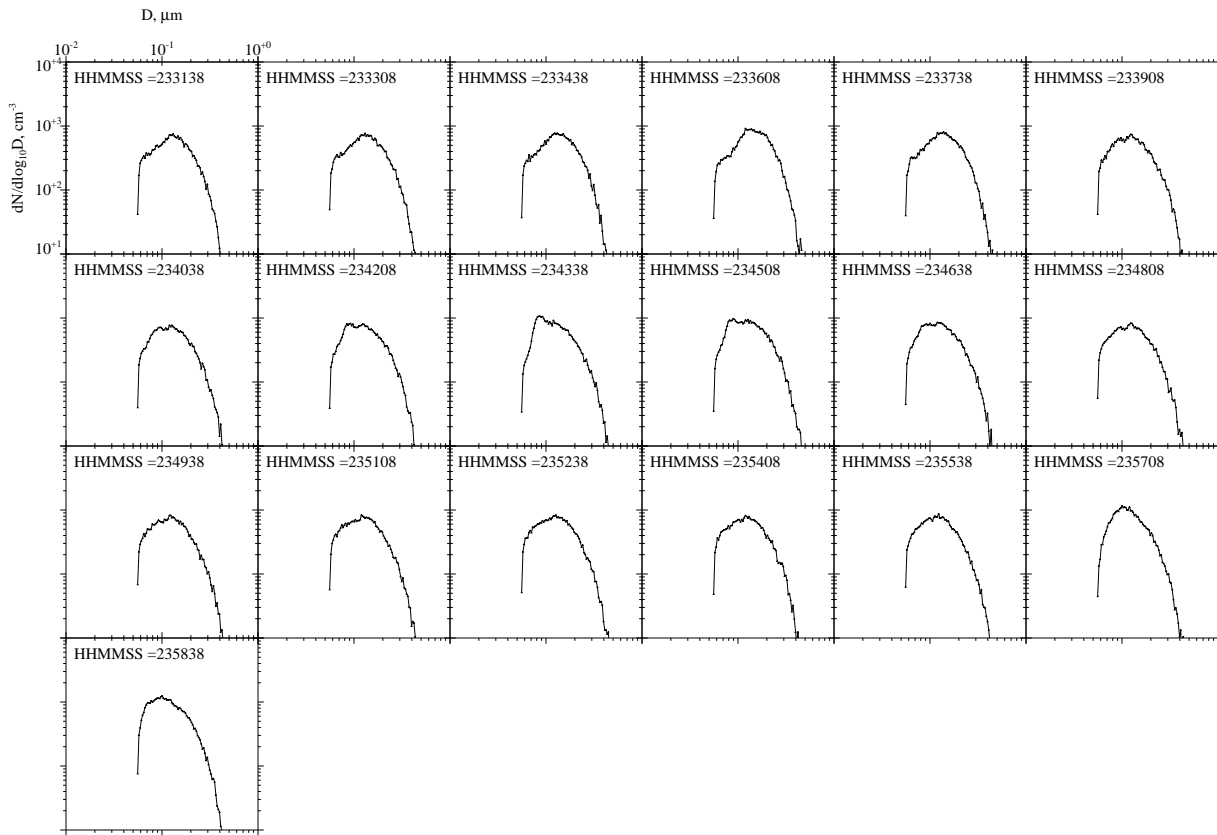 D, μm
10^-2 10^-1 10^0
10^+4
10^+3
10^+2
10^+1
dN/dlog10D, cm^-3
HHMMSS =233138 HHMMSS =233308 HHMMSS =233438 HHMMSS =233608 HHMMSS =233738 HHMMSS =233908
HHMMSS =234038 HHMMSS =234208 HHMMSS =234338 HHMMSS =234508 HHMMSS =234638 HHMMSS =234808
HHMMSS =234938 HHMMSS =235108 HHMMSS =235238 HHMMSS =235408 HHMMSS =235538 HHMMSS =235708
HHMMSS =235838